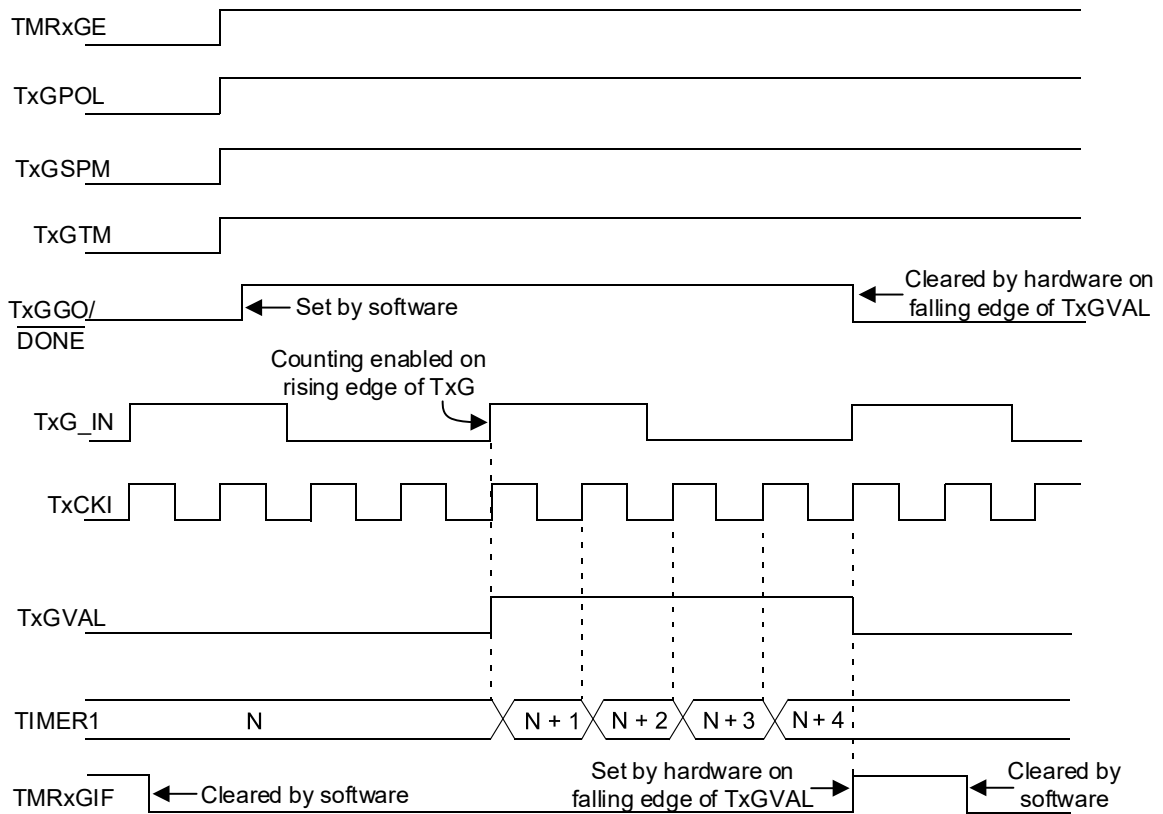 TMRxGE
TxGPOL
TxGSPM
TxGTM
TxGGO/
DONE
Set by software
Cleared by hardware on
falling edge of TxGVAL
Counting enabled on
rising edge of TxG
TxG_IN
TxCKI
TxGVAL
TIMER1
N
N + 1
N + 2
N + 3
N + 4
TMRxGIF
Cleared by software
Set by hardware on
falling edge of TxGVAL
Cleared by
software